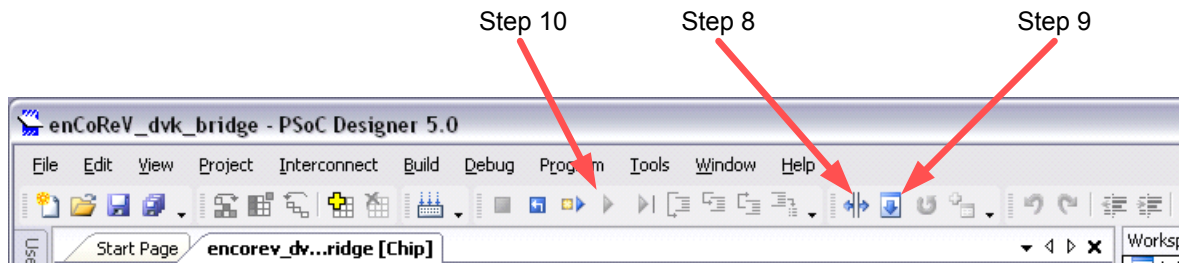 Step 10 Step 8 Step 9
enCoReV_dvk_bridge - PSoC Designer 5.0
File Edit View Project Interconnect Build Debug Program Tools Window Help
Use Start Page encorev_dv...ridge [Chip] Worksp